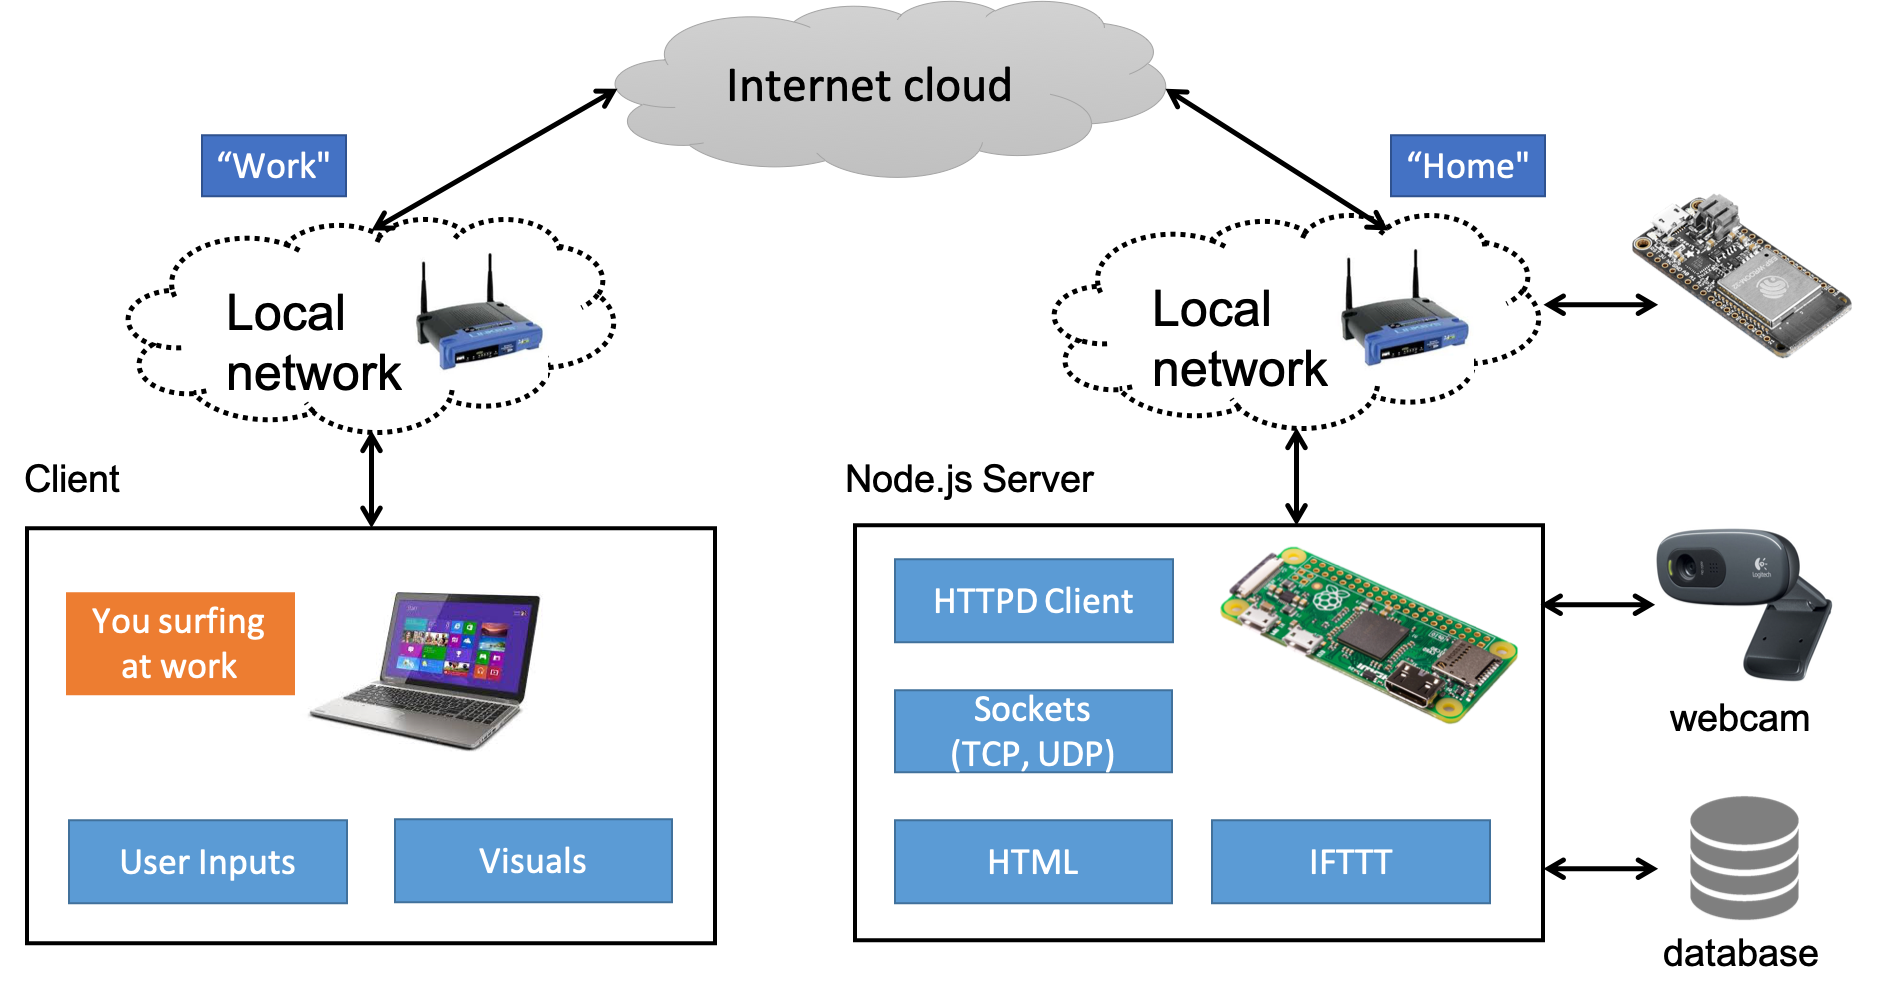 Internet cloud
“Work"
“Home"
Local
network
Local
network
Client
Node.js Server
You surfing
at work
HTTPD Client
Sockets
(TCP, UDP)
User Inputs
Visuals
HTML
IFTTT
logitech
webcam
database